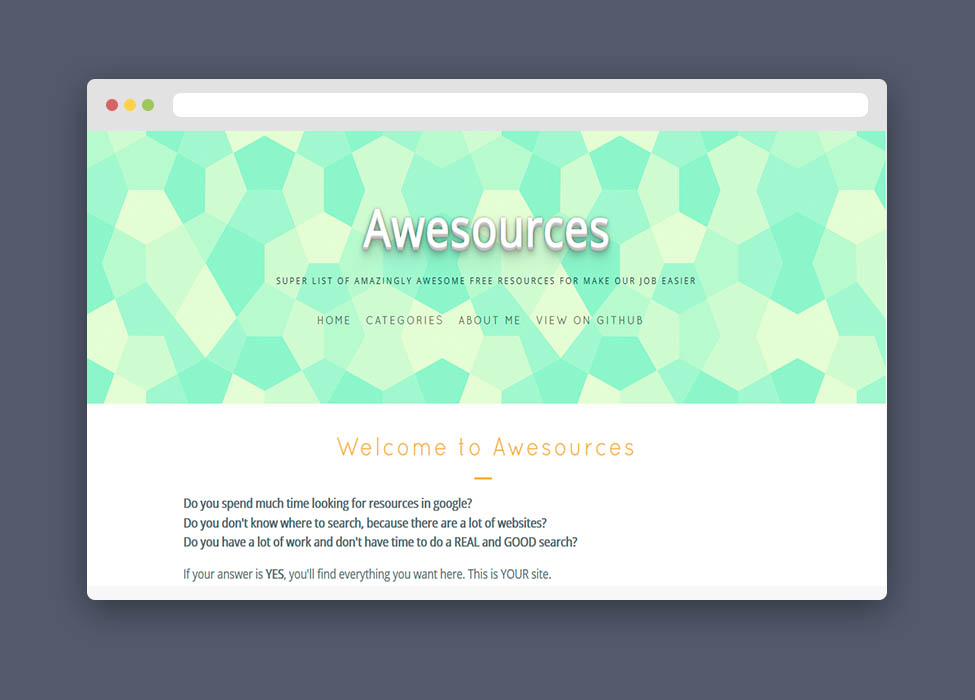 Awesources
SUPER LIST OF AMAZINGLY AWESOME FREE RESOURCES FOR MAKE OUR JOB EASIER
HOME CATEGORIES ABOUT ME VIEW ON GITHUB
Welcome to Awesources
Do you spend much time looking for resources in google?
Do you don't know where to search, because there are a lot of websites?
Do you have a lot of work and don't have time to do a REAL and GOOD search?
If your answer is YES, you'll find everything you want here. This is YOUR site.